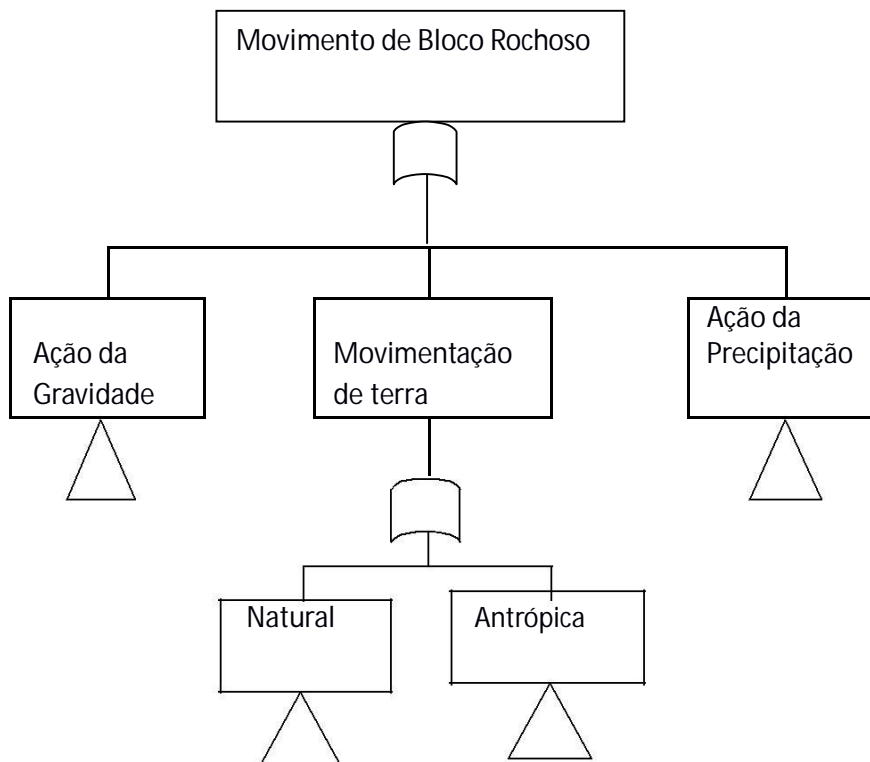 Movimento de Bloco Rochoso
Ação da
Gravidade
Movimentação
de terra
Ação da
Precipitação
Natural
Antrópica